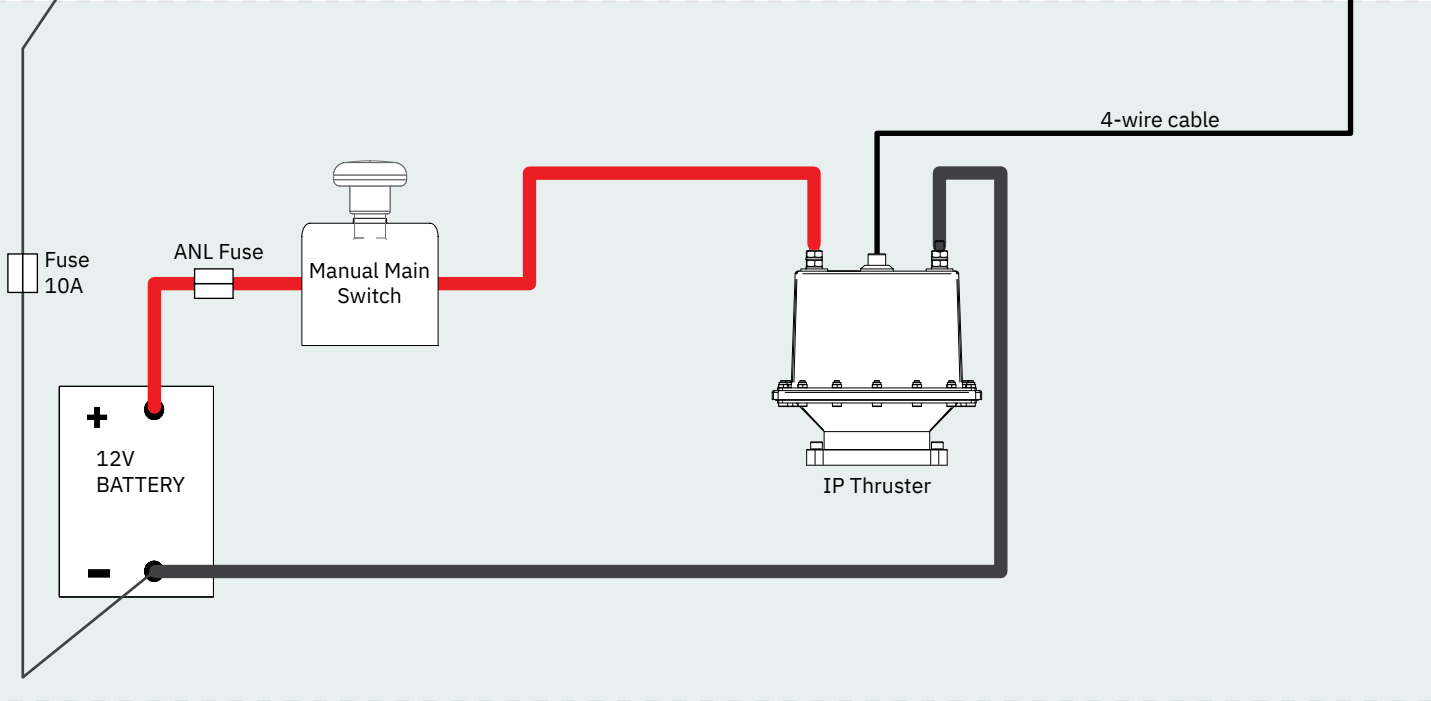 4-wire cable
ANL Fuse
Fuse
10A
Manual Main
Switch
+
12V
BATTERY
-
IP Thruster